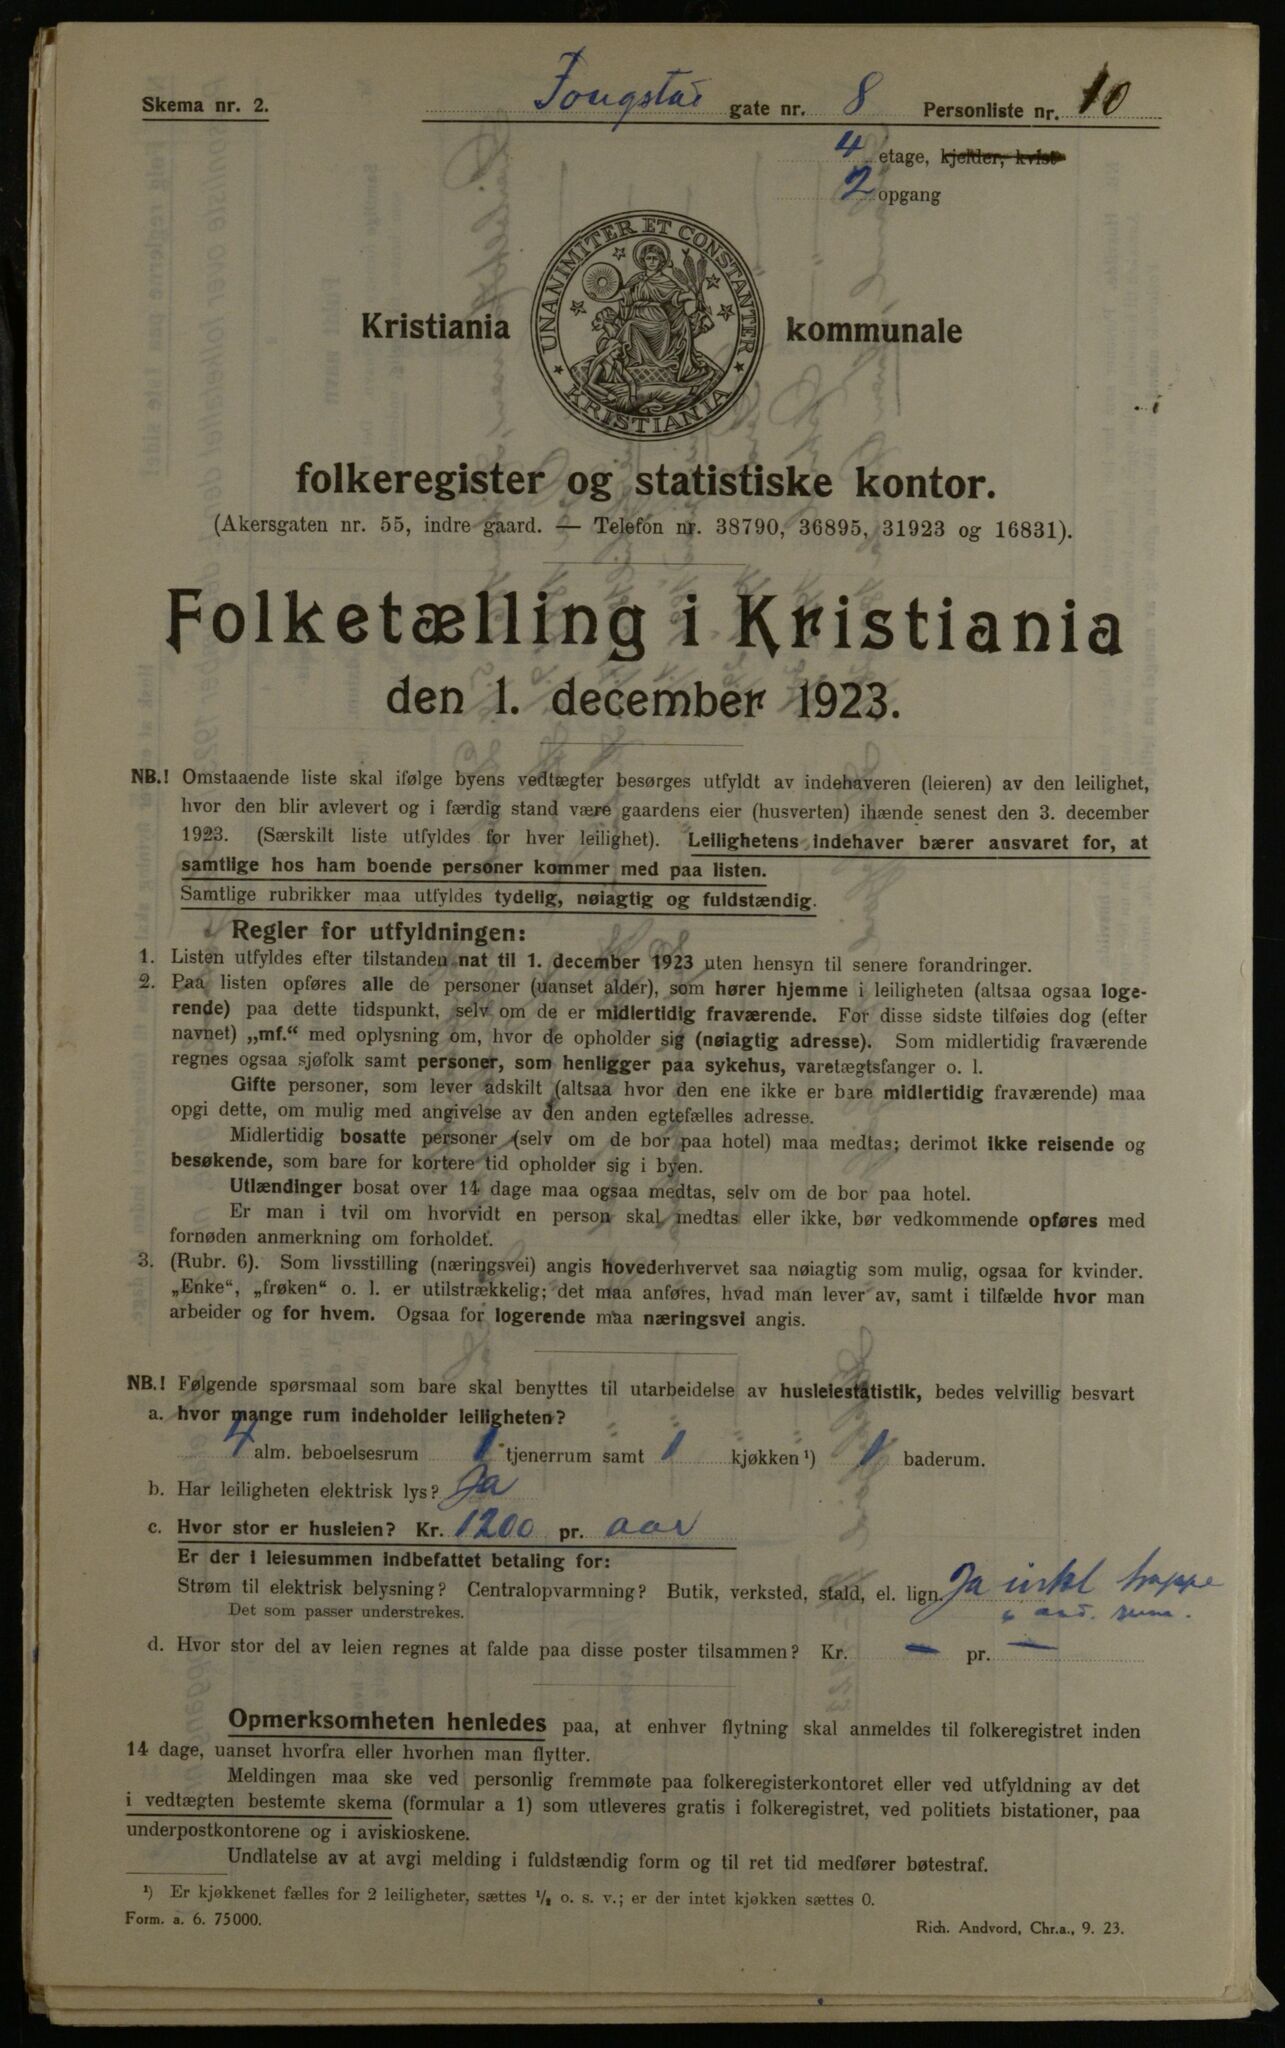 Skema nr. 2.
Fougstad gate nr. 8 Personliste nr. 10
4 etage, kjelder, kvist
2 opgang
UNANIMITER ET CONSTANTER
KRISTIANIA
Kristiania kommunale
folkeregister og statistiske kontor.
(Akersgaten nr. 55, indre gaard. — Telefon nr. 38790, 36895, 31923 og 16831).
Folketælling i Kristiania
den 1. december 1923.
NB.! Omstaaende liste skal ifølge byens vedtægter besørges utfyldt av indehaveren (leieren) av den leilighet,
hvor den blir avlevert og i færdig stand være gaardens eier (husverten) ihænde senest den 3. december
1923. (Særskilt liste utfyldes for hver leilighet). Leilighetens indehaver bærer ansvaret for, at
samtlige hos ham boende personer kommer med paa listen.
Samtlige rubrikker maa utfyldes tydelig, nøiagtig og fuldstændig.
Regler for utfyldningen:
1. Listen utfyldes efter tilstanden nat til 1. december 1923 uten hensyn til senere forandringer.
2. Paa listen opføres alle de personer (uanset alder), som hører hjemme i leiligheten (altsaa ogsaa loge-
rende) paa dette tidspunkt, selv om de er midlertidig fraværende. For disse sidste tilføies dog (efter
navnet) „mf.“ med oplysning om, hvor de opholder sig (nøiagtig adresse). Som midlertidig fraværende
regnes ogsaa sjøfolk samt personer, som henligger paa sykehus, varetægtsfanger o. l.
Gifte personer, som lever adskilt (altsaa hvor den ene ikke er bare midlertidig fraværende) maa
opgi dette, om mulig med angivelse av den anden egtefælles adresse.
Midlertidig bosatte personer (selv om de bor paa hotel) maa medtas; derimot ikke reisende og
besøkende, som bare for kortere tid opholder sig i byen.
Utlændinger bosat over 14 dage maa ogsaa medtas, selv om de bor paa hotel.
Er man i tvil om hvorvidt en person skal medtas eller ikke, bør vedkommende opføres med
fornøden anmerkning om forholdet.
3. (Rubr. 6). Som livsstilling (næringsvei) angis hovederhvervet saa nøiagtig som mulig, ogsaa for kvinder.
„Enke“, „frøken“ o. l. er utilstrækkelig; det maa anføres, hvad man lever av, samt i tilfælde hvor man
arbeider og for hvem. Ogsaa for logerende maa næringsvei angis.
NB.! Følgende spørsmaal som bare skal benyttes til utarbeidelse av husleiestatistik, bedes velvillig besvart
a. hvor mange rum indeholder leiligheten?
4 alm. beboelsesrum 1 tjenerrum samt 1 kjøkken ¹) 1 baderum.
b. Har leiligheten elektrisk lys? Ja
c. Hvor stor er husleien? Kr. 1200 pr. aar
Er der i leiesummen indbefattet betaling for:
Strøm til elektrisk belysning? Centralopvarmning? Butik, verksted, stald, el. lign. Ja inkl trappe
Det som passer understrekes.
d. Hvor stor del av leien regnes at falde paa disse poster tilsammen? Kr. — pr. —
Opmerksomheten henledes paa, at enhver flytning skal anmeldes til folkeregistret inden
14 dage, uanset hvorfra eller hvorhen man flytter.
Meldingen maa ske ved personlig fremmøte paa folkeregisterkontoret eller ved utfyldning av det
i vedtægten bestemte skema (formular a 1) som utleveres gratis i folkeregistret, ved politiets bistationer, paa
underpostkontorene og i aviskioskene.
Undlatelse av at avgi melding i fuldstændig form og til ret tid medfører bøtestraf.
¹) Er kjøkkenet fælles for 2 leiligheter, sættes ½ o. s. v.; er der intet kjøkken sættes 0.
Form. a. 6. 75000.
Rich. Andvord, Chr.a., 9. 23.